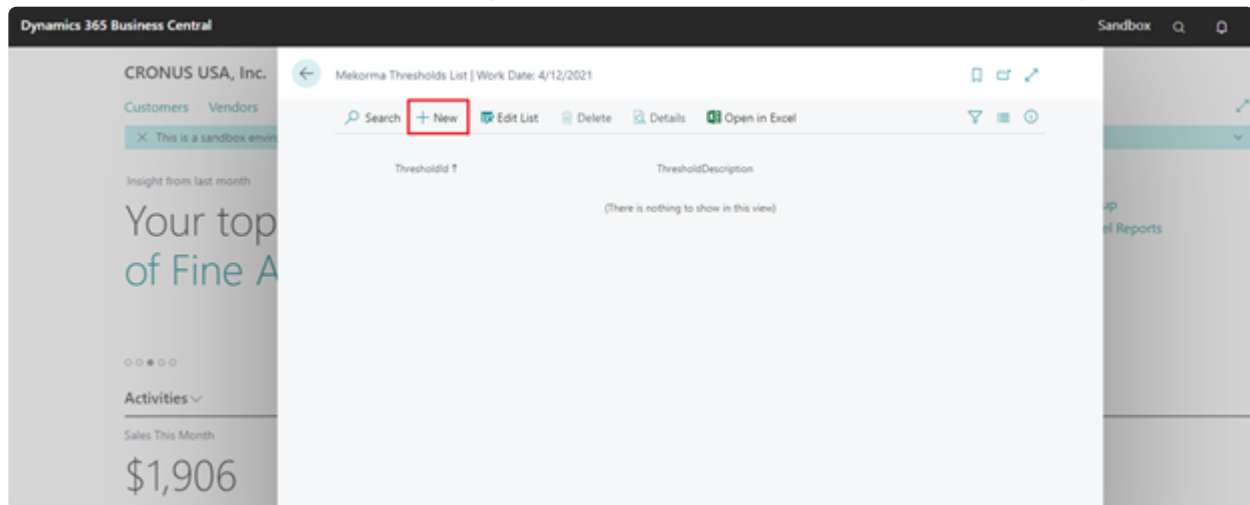 Dynamics 365 Business Central Sandbox
CRONUS USA, Inc.
Customers Vendors
This is a sandbox enviro
Insight from last month
Your top
of Fine A
Activities
Sales This Month
$1,906
Mekorma Thresholds List | Work Date: 4/12/2021
Search New Edit List Delete Details Open in Excel
ThresholdId ↑ ThresholdDescription
(There is nothing to show in this view)
up
el Reports